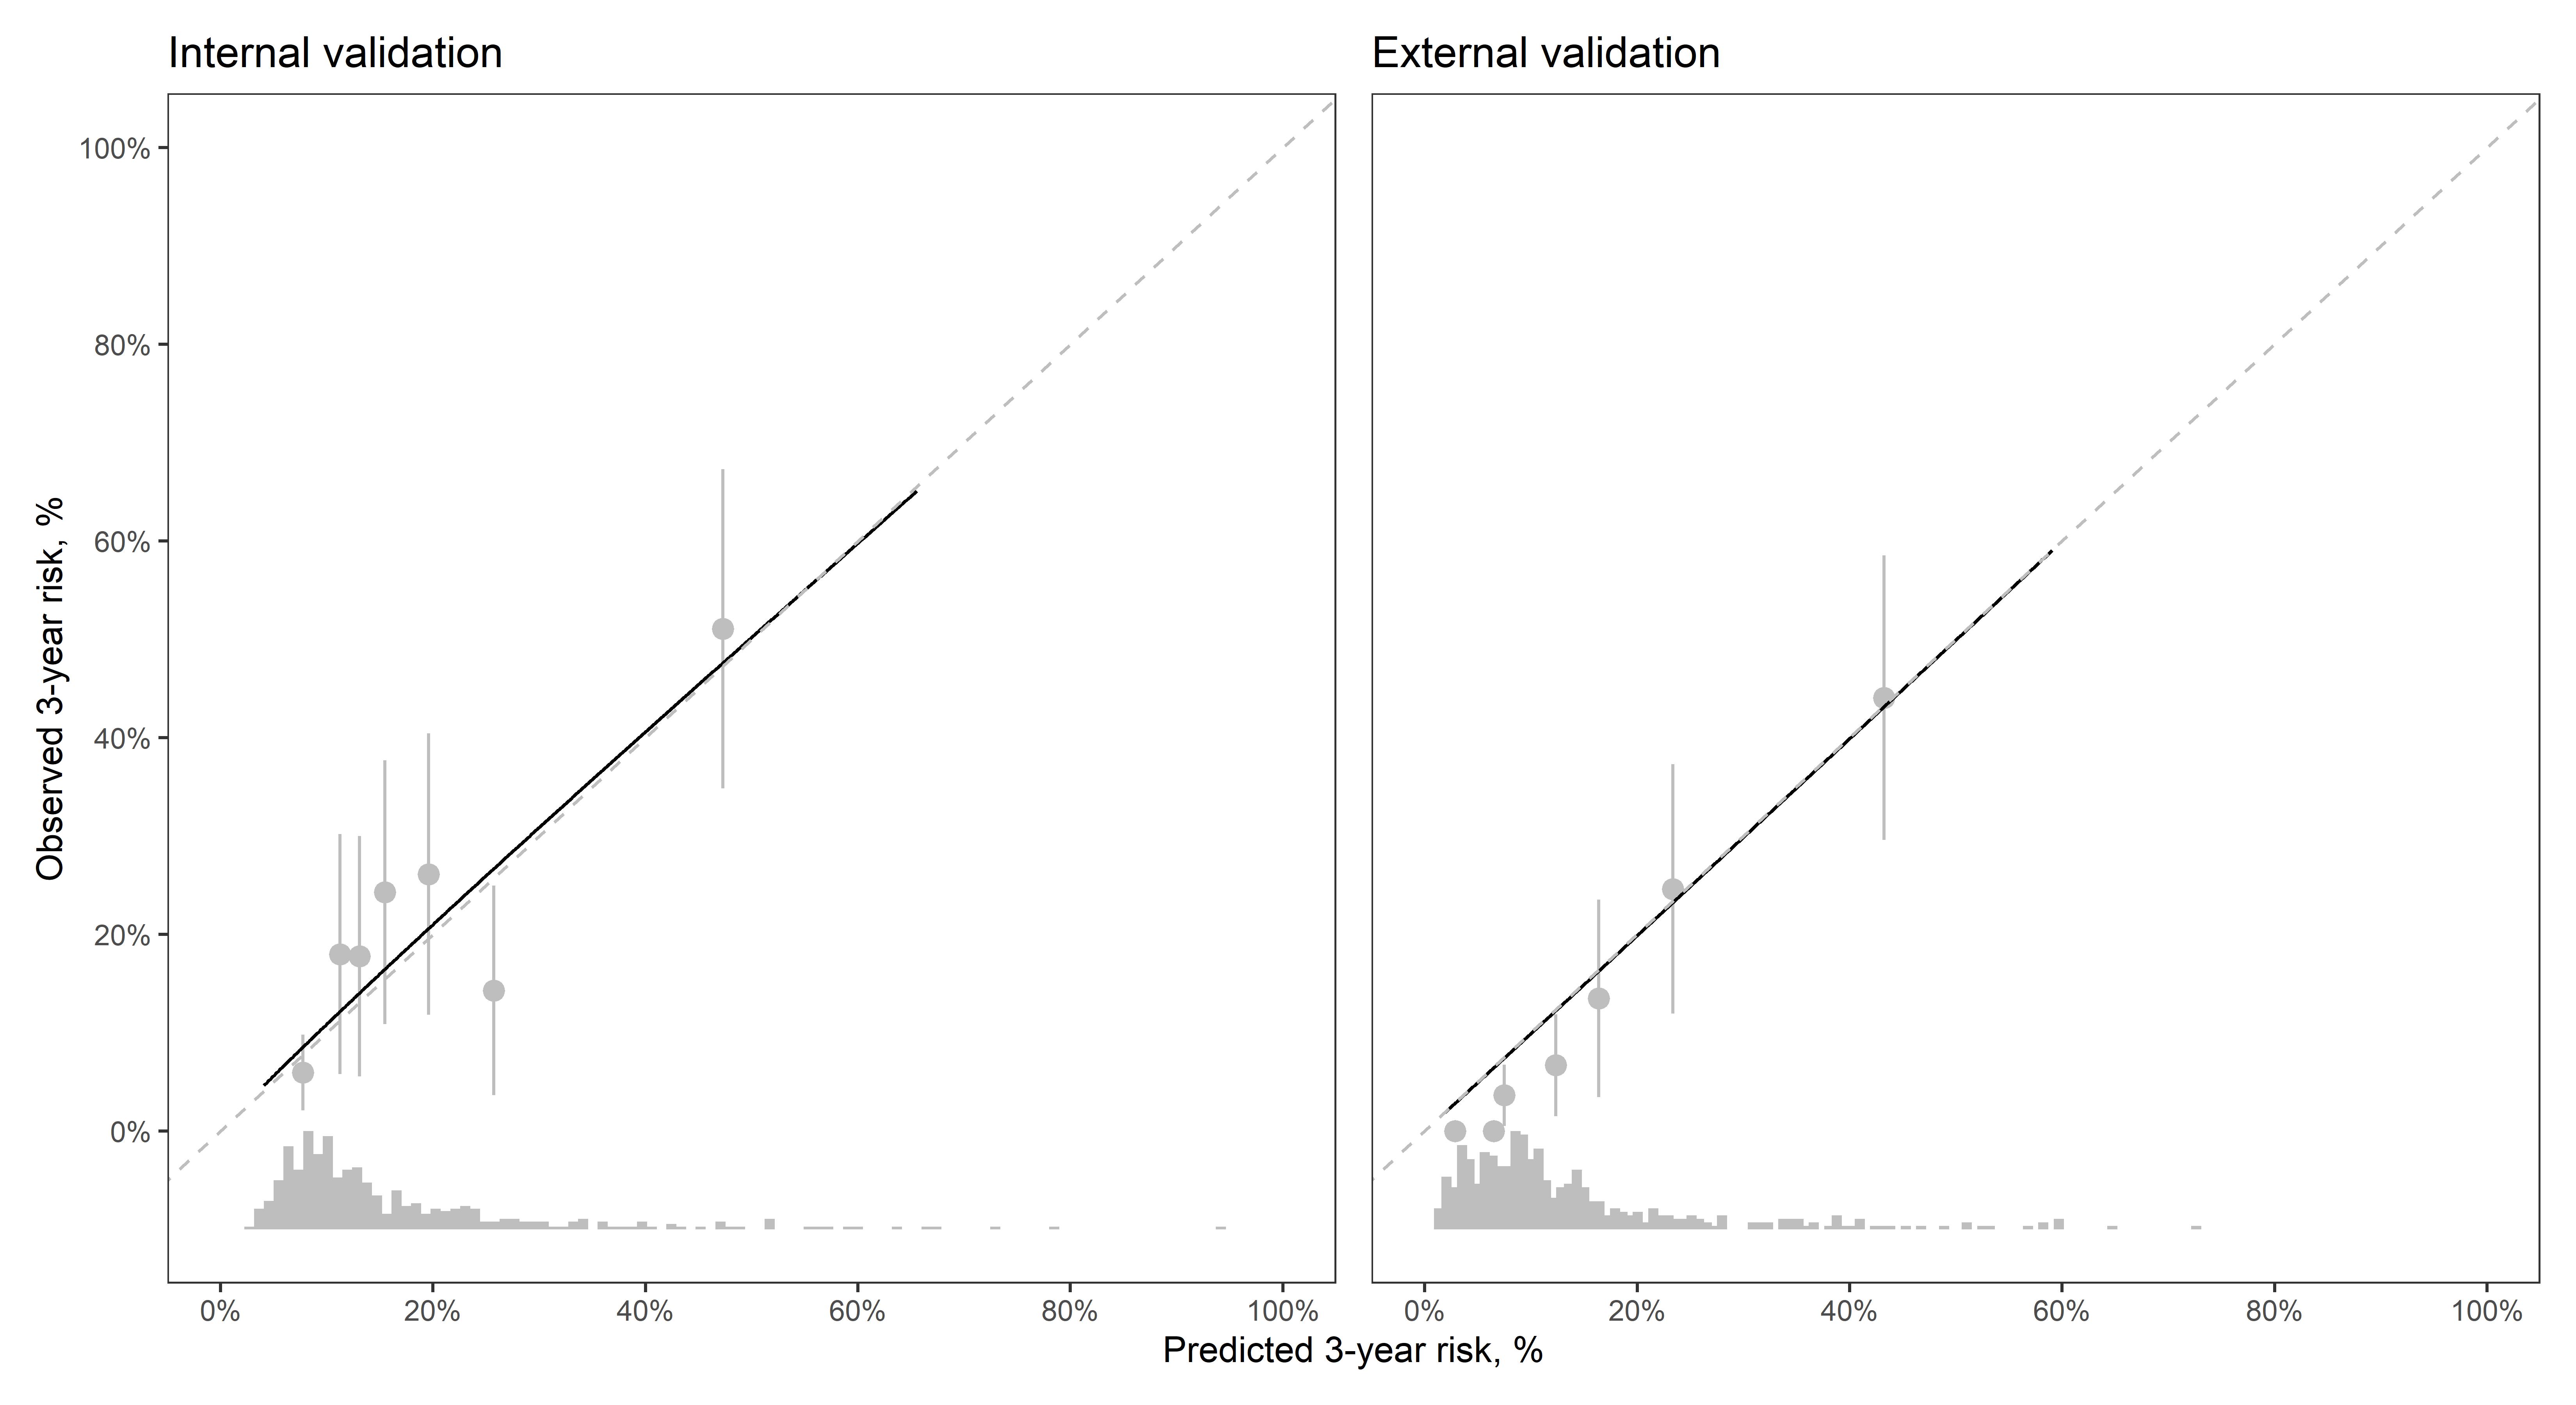 Internal validation
External validation
Observed 3-year risk, %
100%
80%
60%
40%
20%
0%
0% 20% 40% 60% 80% 100%
0% 20% 40% 60% 80% 100%
Predicted 3-year risk, %